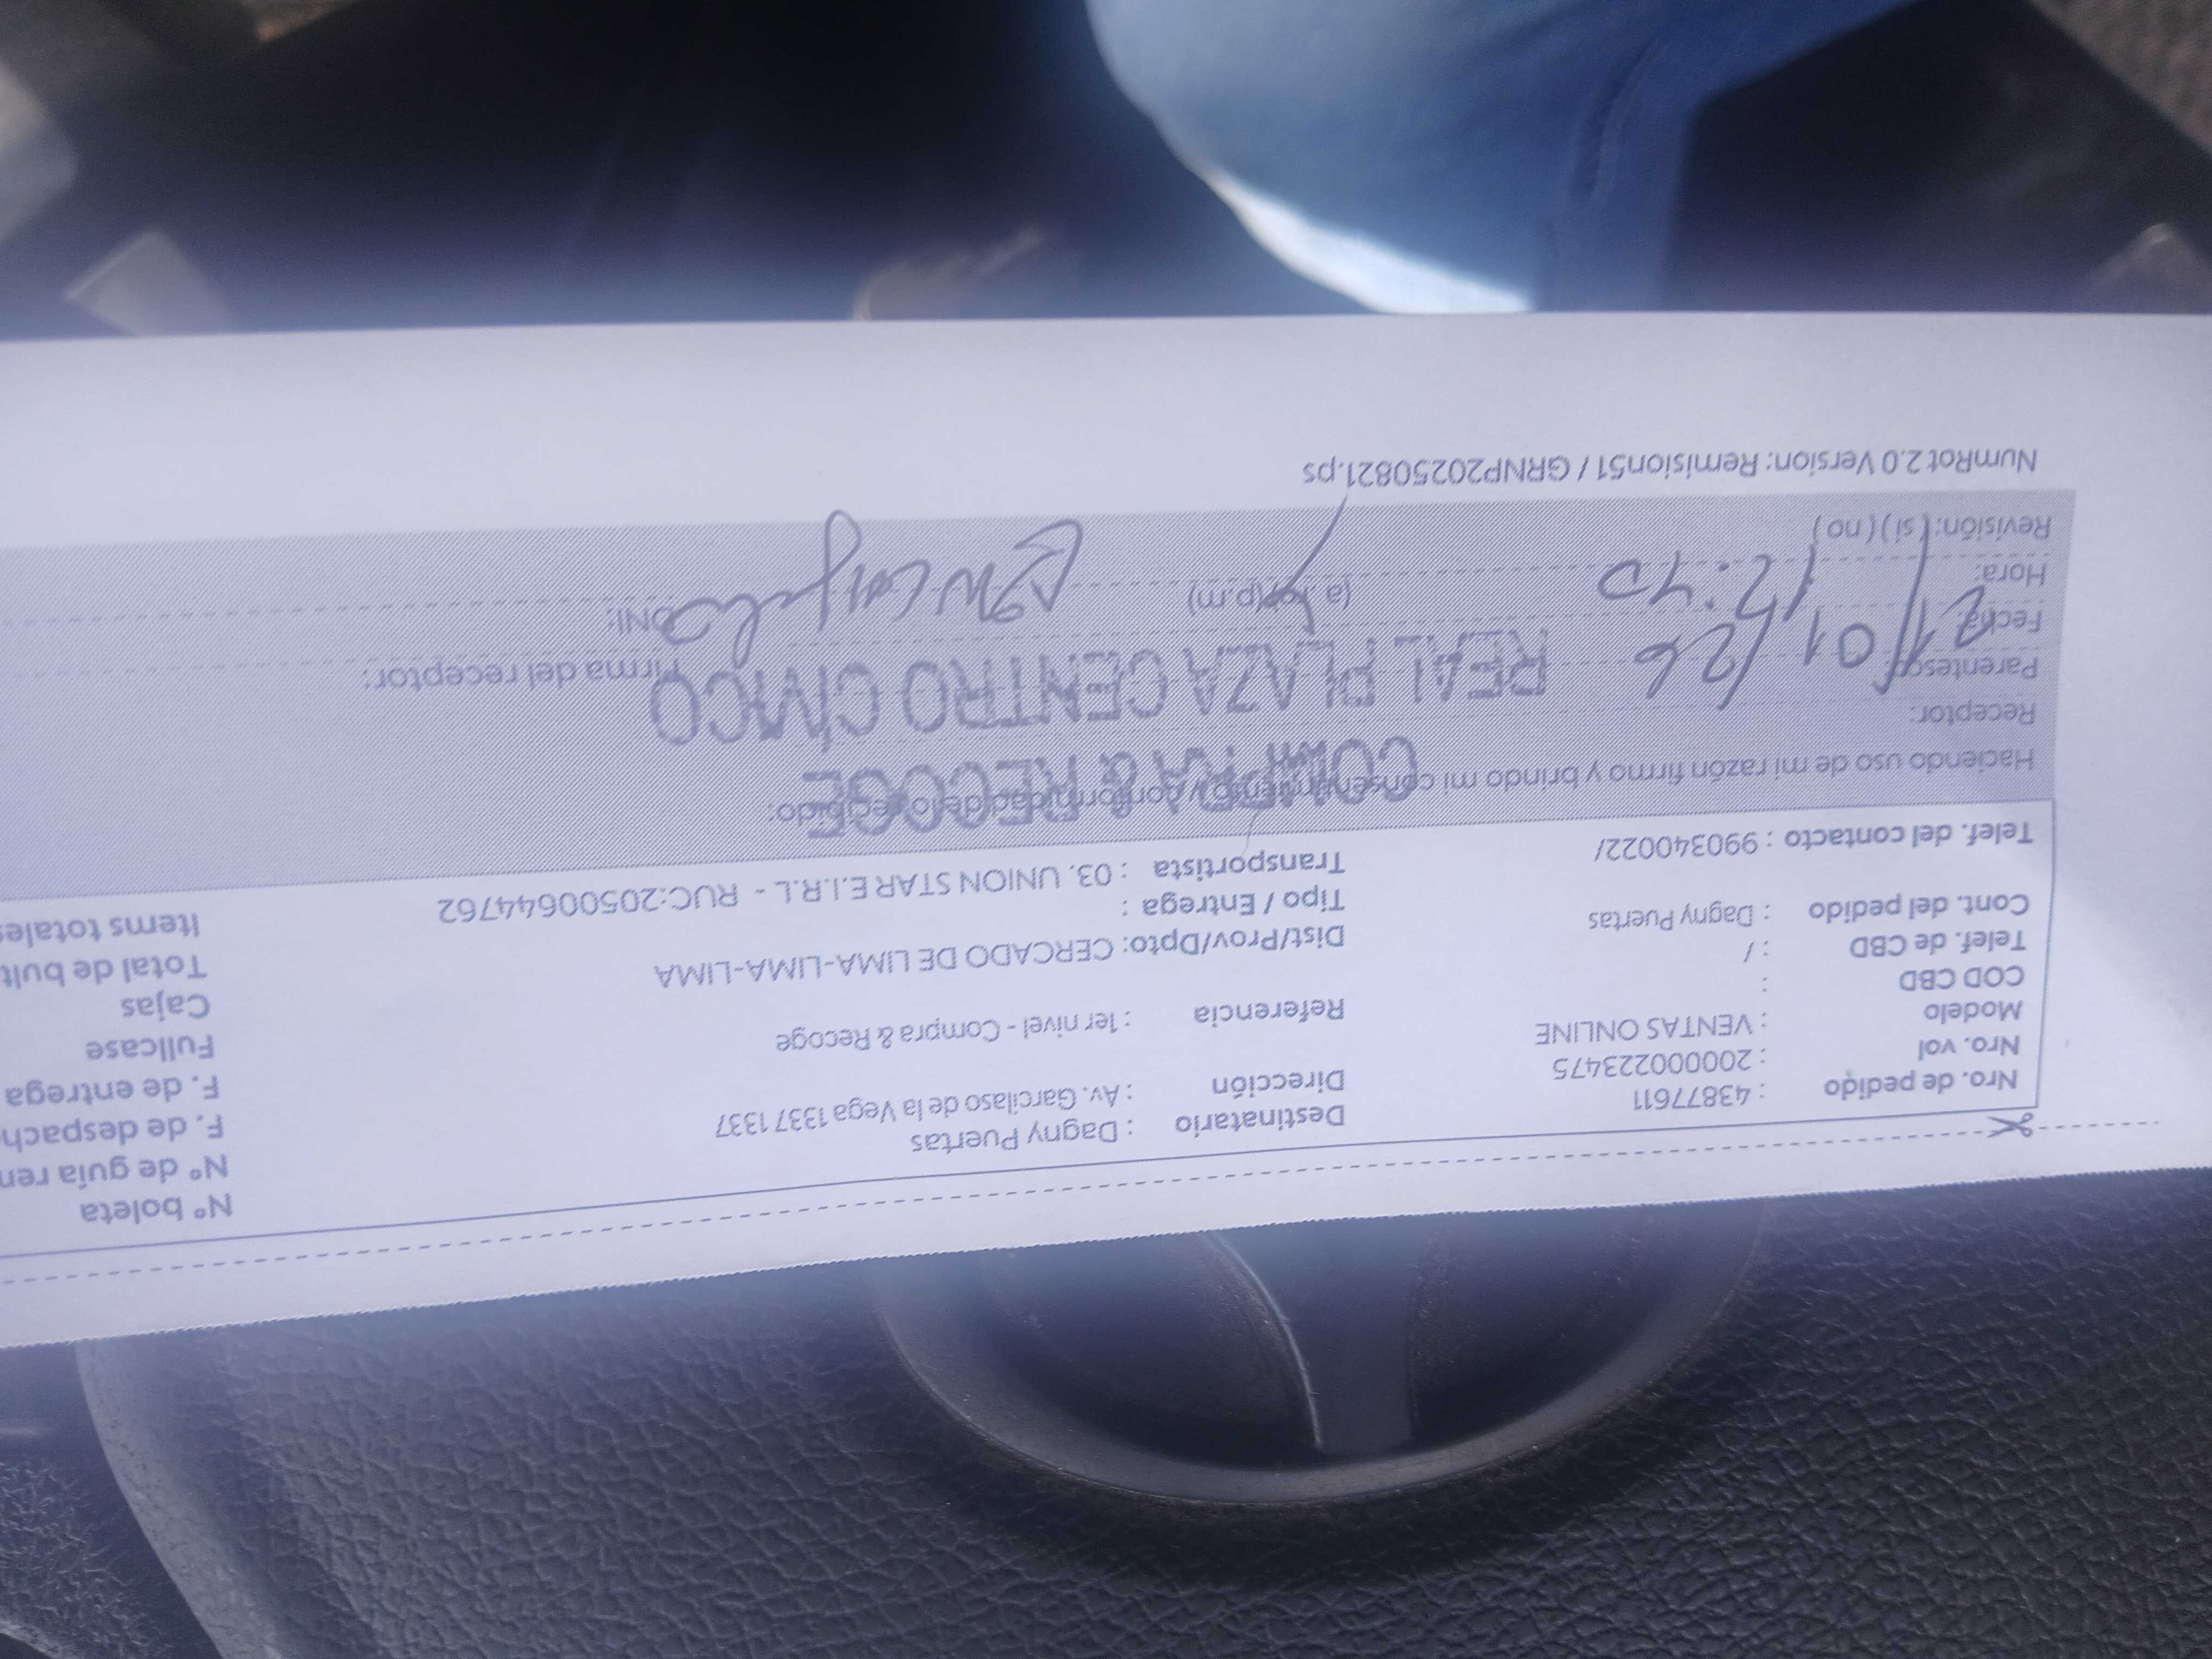 Nº boleta
Nº de guía rem
F. de despach
F. de entrega
Fullcase
Cajas
Total de bult
Items totales
Nro. de pedido : 43877611
Nro. vol : 20000223475
Modelo : VENTAS ONLINE
COD CBD :
Telef. de CBD : /
Cont. del pedido : Dagny Puertas
Telef. del contacto : 990340022/
Destinatario : Dagny Puertas
Dirección : Av. Garcilaso de la Vega 1337 1337
Referencia : 1er nivel - Compra & Recoge
Dist/Prov/Dpto: CERCADO DE LIMA-LIMA-LIMA
Tipo / Entrega :
Transportista : 03. UNION STAR E.I.R.L - RUC:20500644762
Haciendo uso de mi razón firmo y brindo mi consentimiento y conformidad de lo recibido:
COMPRA & RECOGE
REAL PLAZA CENTRO CÍVICO
Receptor:
Parentesco:
Firma del receptor:
Fecha: 21/01/26
Hora: 12:40 (a.m)(p.m) DNI:
Revisión: (si) (no)
NumRot 2.0 Version: Remision51 / GRNP20250821.ps